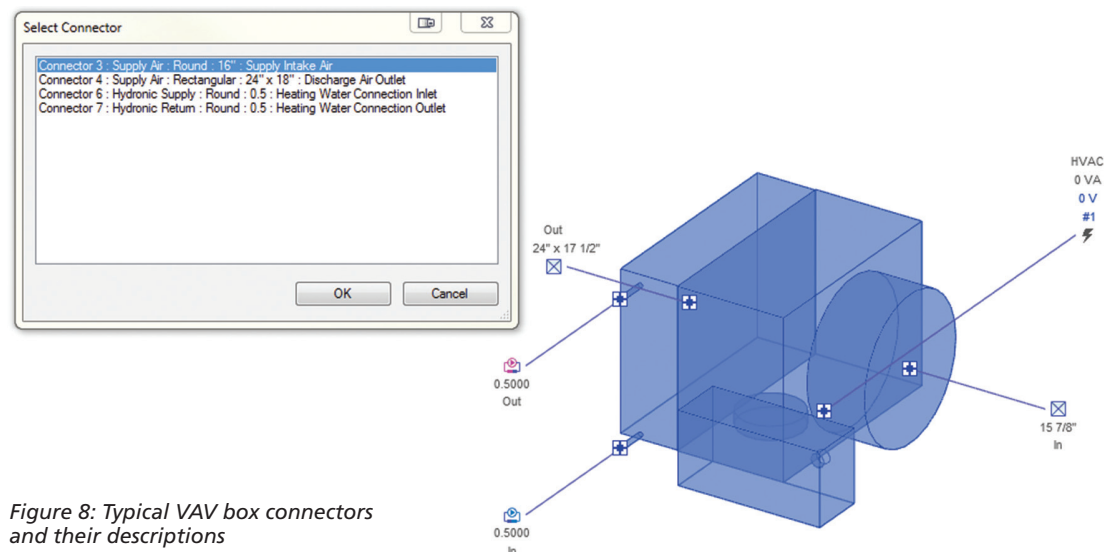 Select Connector
Connector 3 : Supply Air : Round : 16" : Supply Intake Air
Connector 4 : Supply Air : Rectangular : 24" x 18" : Discharge Air Outlet
Connector 6 : Hydronic Supply : Round : 0.5 : Heating Water Connection Inlet
Connector 7 : Hydronic Return : Round : 0.5 : Heating Water Connection Outlet
OK
Cancel
HVAC
0 VA
0 V
#1
Out
24" x 17 1/2"
0.5000
Out
15 7/8"
In
0.5000
In
Figure 8: Typical VAV box connectors
and their descriptions